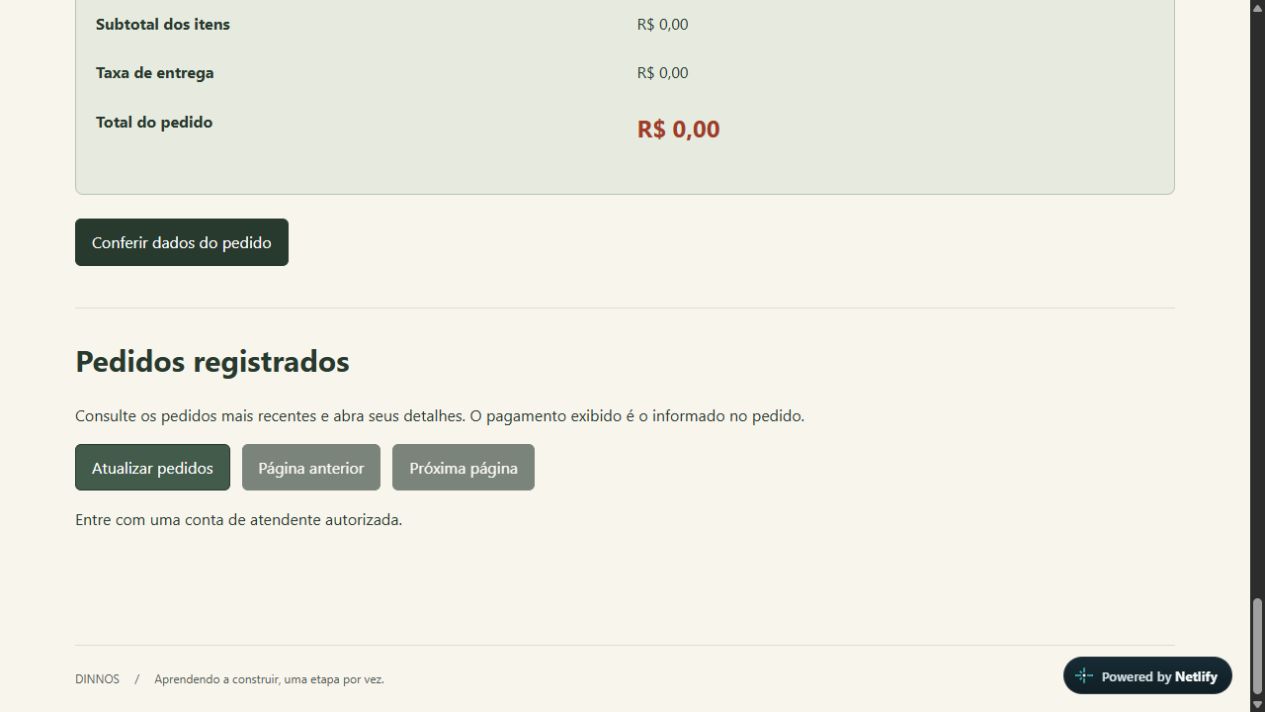 Subtotal dos itens R$ 0,00
Taxa de entrega R$ 0,00
Total do pedido R$ 0,00
Conferir dados do pedido
Pedidos registrados
Consulte os pedidos mais recentes e abra seus detalhes. O pagamento exibido é o informado no pedido.
Atualizar pedidos Página anterior Próxima página
Entre com uma conta de atendente autorizada.
DINNOS / Aprendendo a construir, uma etapa por vez.
Powered by Netlify